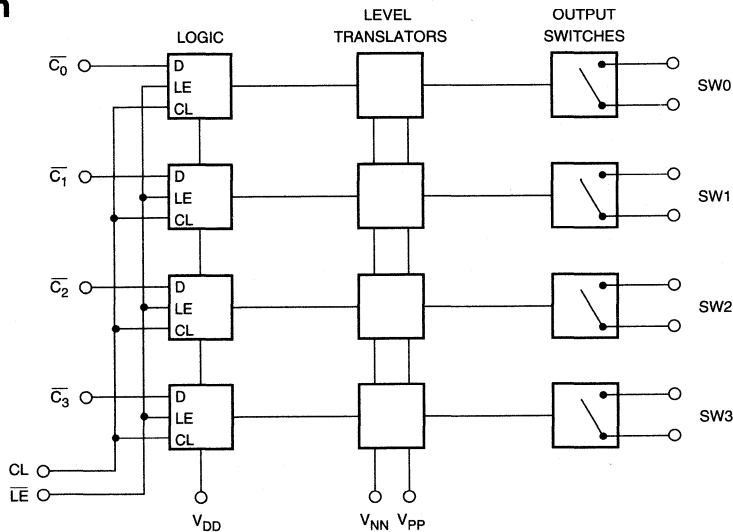 n
LEVEL TRANSLATORS
OUTPUT SWITCHES
LOGIC
C̅0̅
D
LE
CL
SW0
C̅1̅
D
LE
CL
SW1
C̅2̅
D
LE
CL
SW2
C̅3̅
D
LE
CL
SW3
CL
L̅E̅
VDD
VNN
VPP